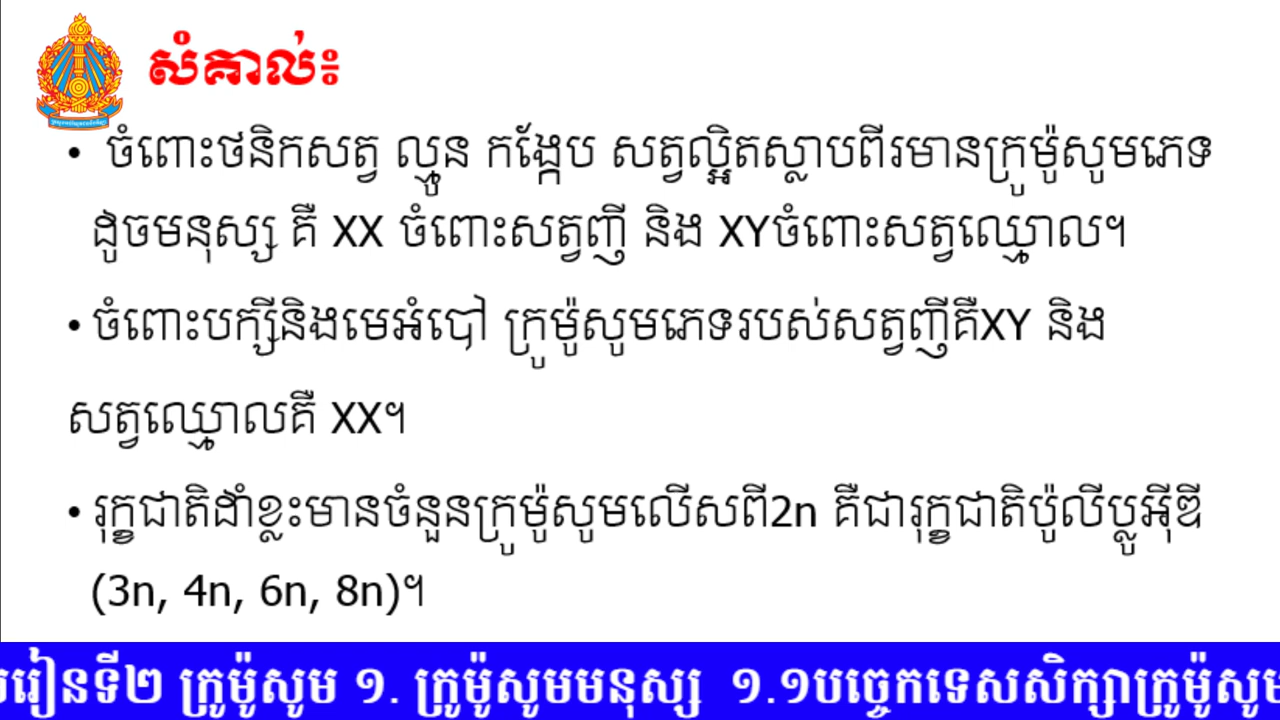 សំគាល់៖
• ចំពោះថនិកសត្វ ល្មូន កង្កែប សត្វល្អិតស្លាបពីរមានក្រូម៉ូសូមភេទ
ដូចមនុស្ស គឺ XX ចំពោះសត្វញី និង XYចំពោះសត្វឈ្មោល។
• ចំពោះបក្សីនិងមេអំបៅ ក្រូម៉ូសូមភេទរបស់សត្វញីគឺXY និង
សត្វឈ្មោលគឺ XX។
• រុក្ខជាតិដាំខ្លះមានចំនួនក្រូម៉ូសូមលើសពី2n គឺជារុក្ខជាតិប៉ូលីប្លូអ៊ីឌី
(3n, 4n, 6n, 8n)។
រៀនទី២ ក្រូម៉ូសូម ១. ក្រូម៉ូសូមមនុស្ស ១.១បច្ចេកទេសសិក្សាក្រូម៉ូសូម